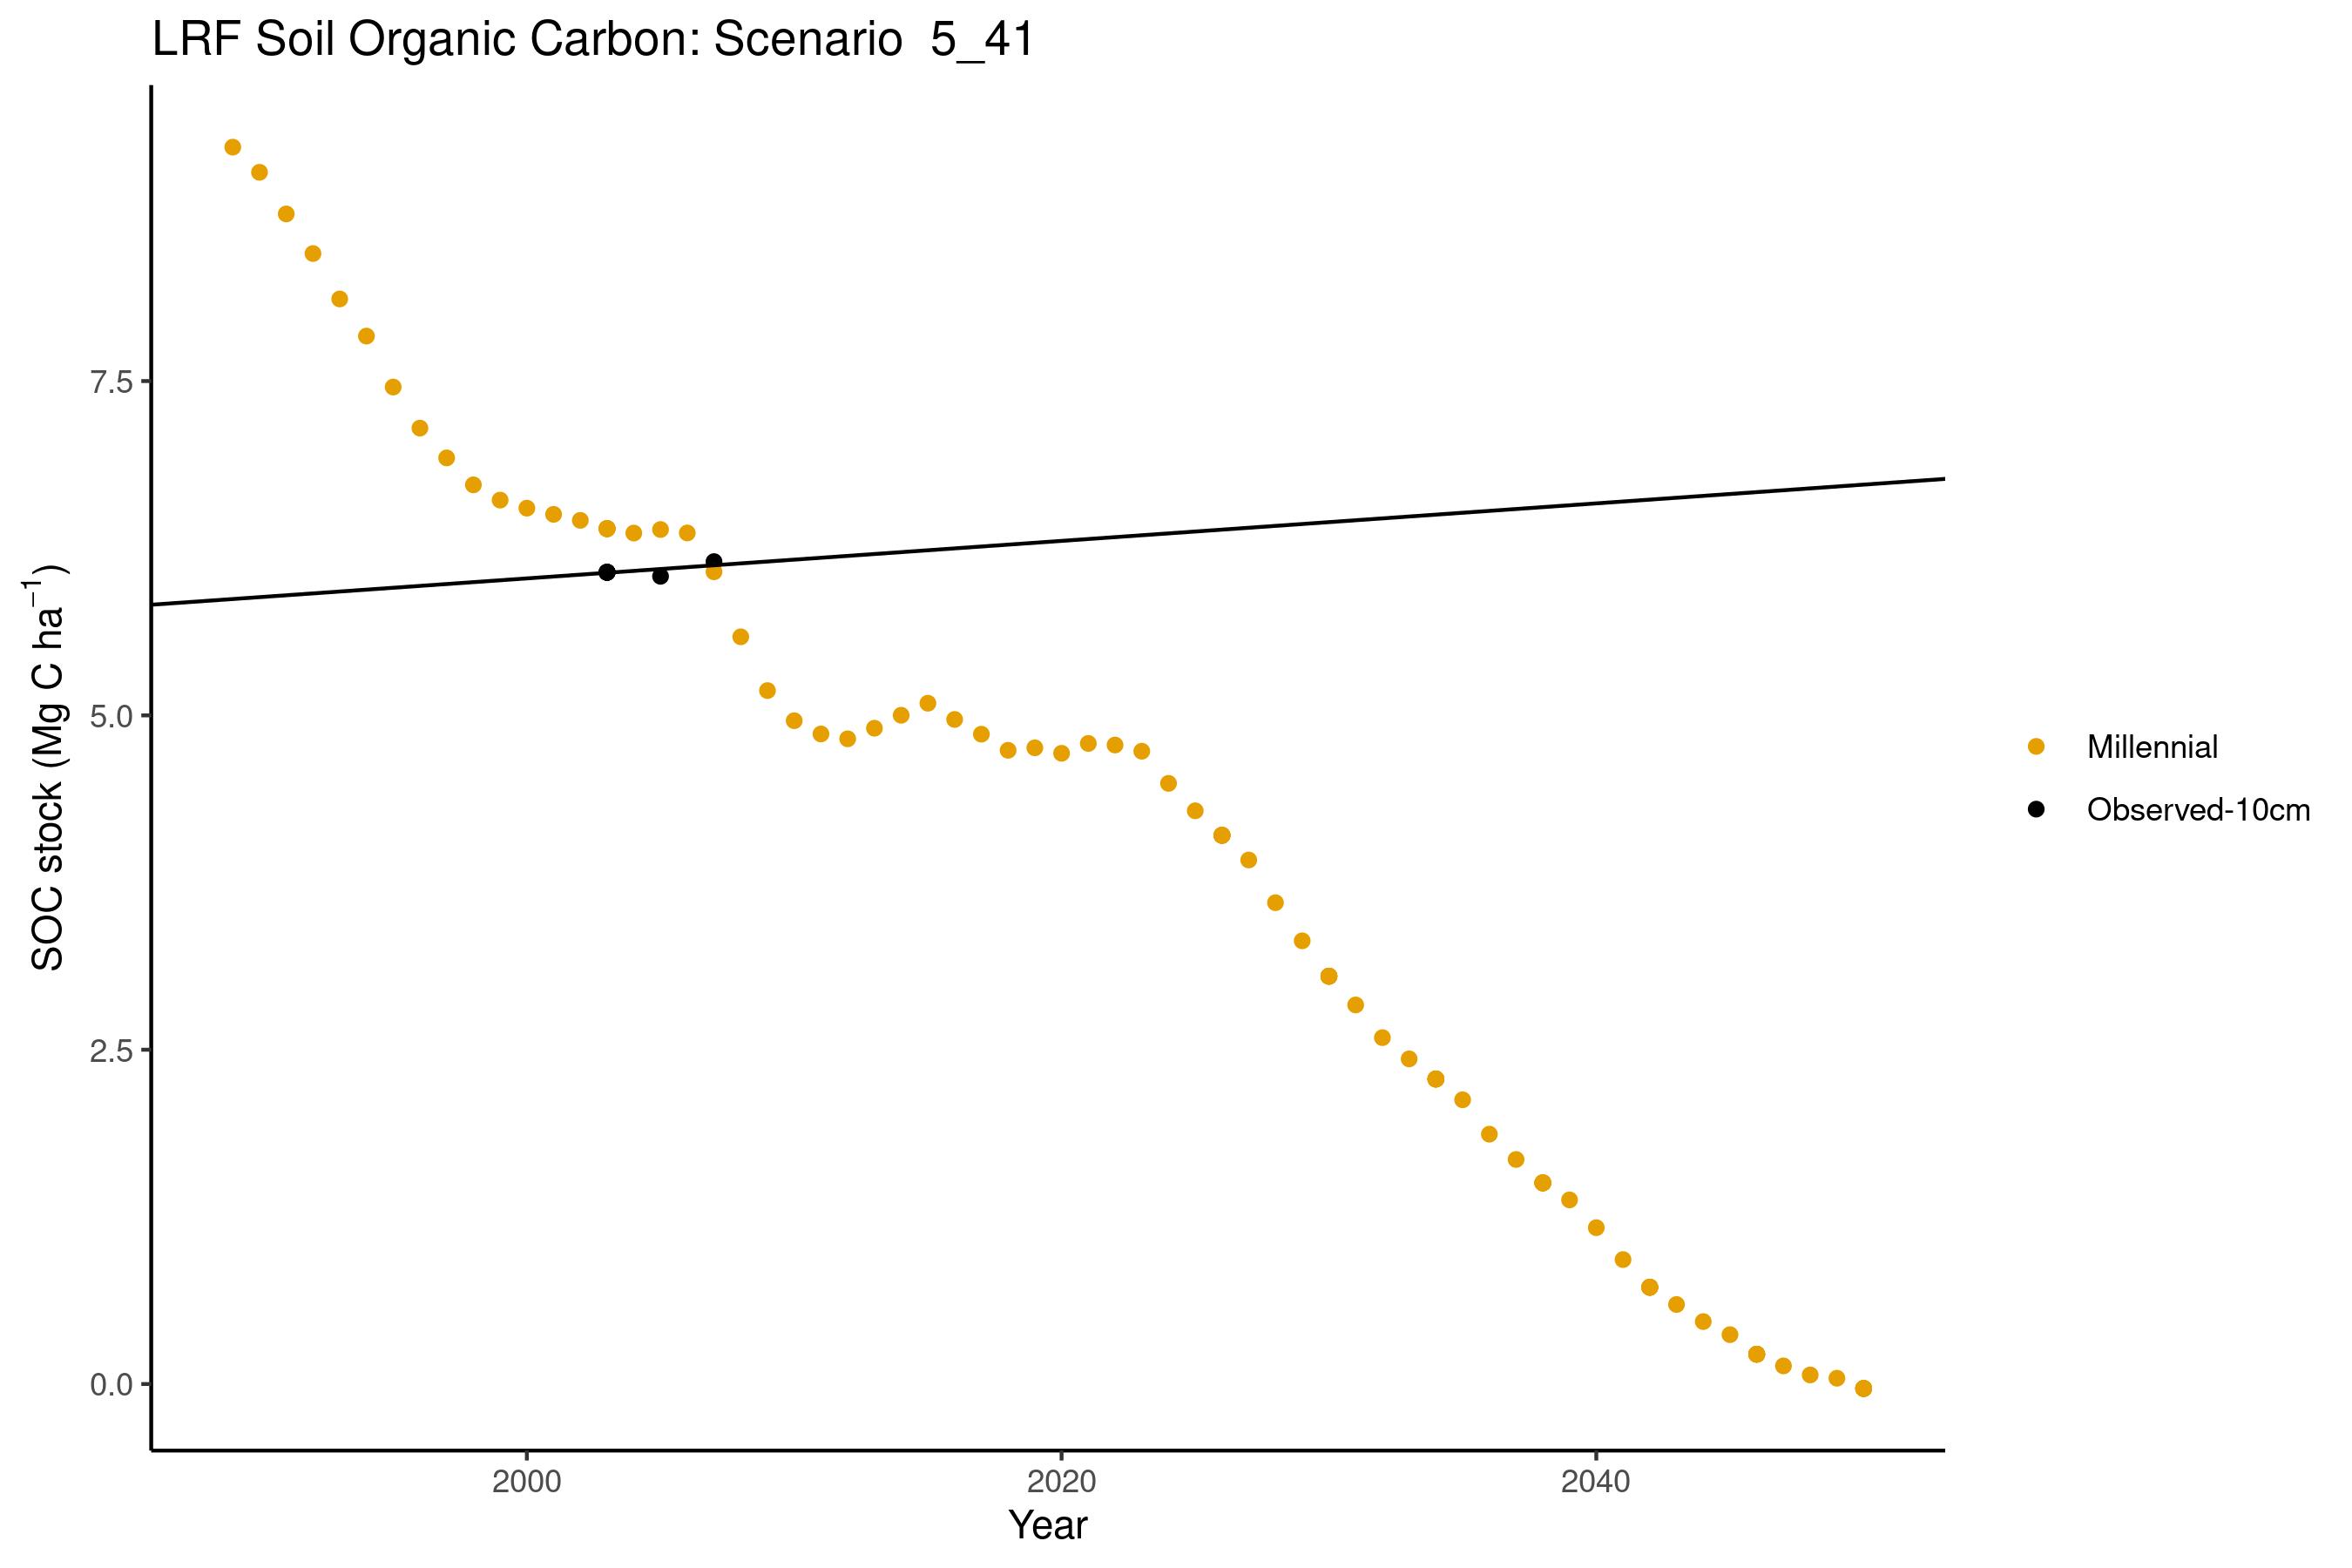 LRF Soil Organic Carbon: Scenario  5_41
SOC stock (Mg C ha⁻¹)
7.5
5.0
2.5
0.0
2000
2020
2040
Year
Millennial
Observed-10cm